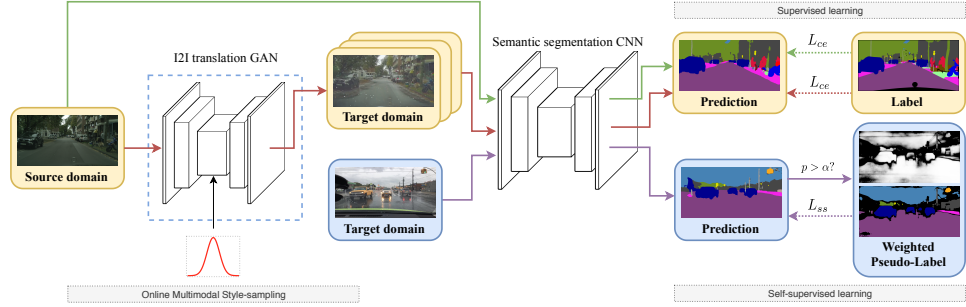 Supervised learning
I2I translation GAN
Semantic segmentation CNN
L_ce
L_ce
Target domain
Prediction
Label
Source domain
p > α?
L_ss
Target domain
Prediction
Weighted
Pseudo-Label
Online Multimodal Style-sampling
Self-supervised learning